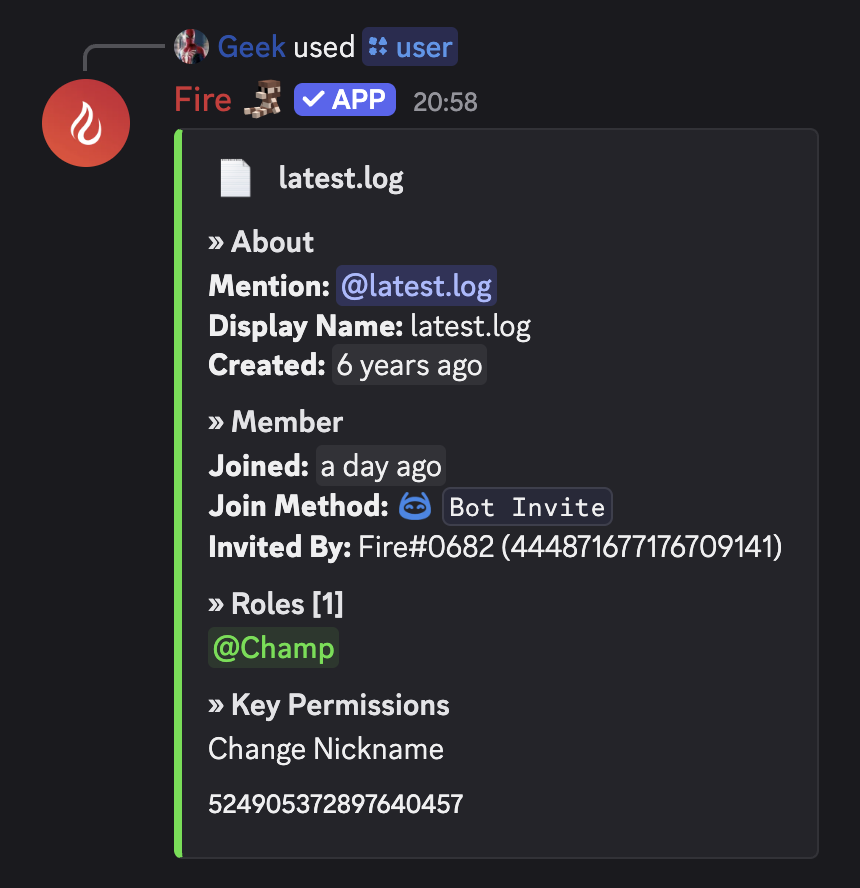 Geek used user
Fire APP 20:58
latest.log
» About
Mention: @latest.log
Display Name: latest.log
Created: 6 years ago
» Member
Joined: a day ago
Join Method: Bot Invite
Invited By: Fire#0682 (444871677176709141)
» Roles [1]
@Champ
» Key Permissions
Change Nickname
524905372897640457